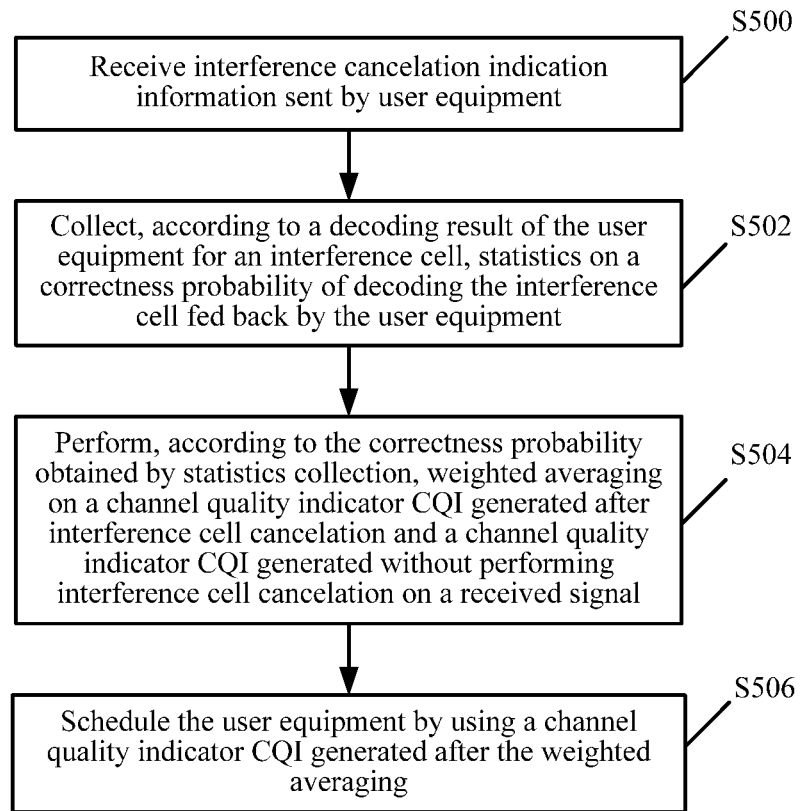 S500
Receive interference cancelation indication
information sent by user equipment
S502
Collect, according to a decoding result of the user
equipment for an interference cell, statistics on a
correctness probability of decoding the interference
cell fed back by the user equipment
S504
Perform, according to the correctness probability
obtained by statistics collection, weighted averaging
on a channel quality indicator CQI generated after
interference cell cancelation and a channel quality
indicator CQI generated without performing
interference cell cancelation on a received signal
S506
Schedule the user equipment by using a channel
quality indicator CQI generated after the weighted
averaging